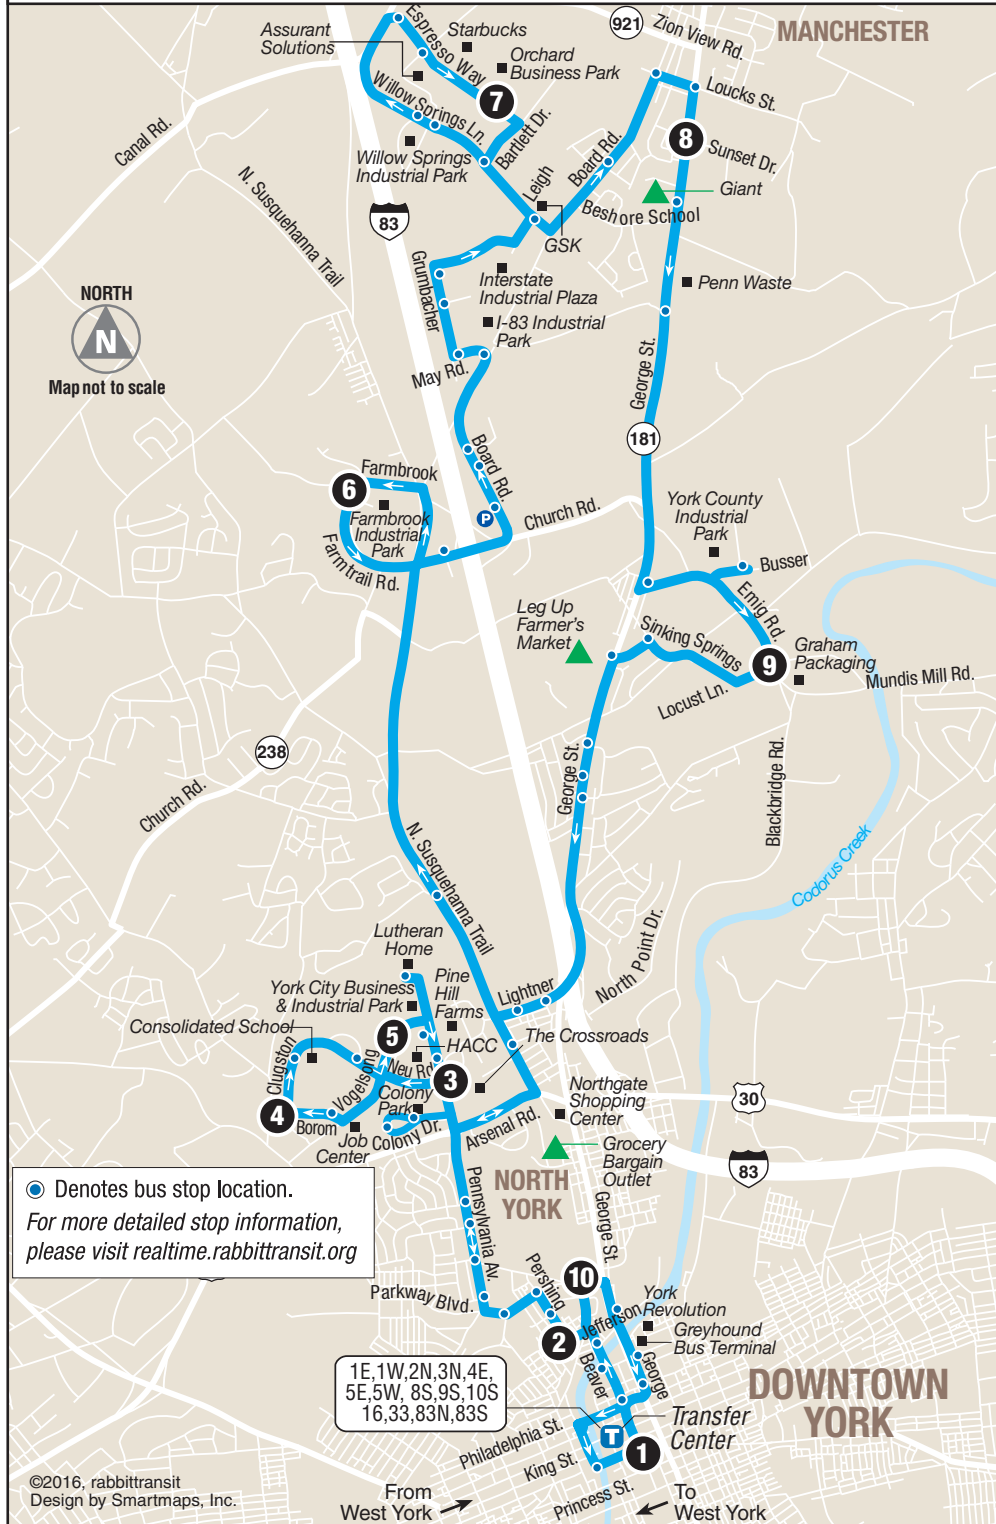 921
Zion View Rd.
MANCHESTER
Assurant
Solutions
Starbucks
Espresso Way
Orchard
Business Park
7
Loucks St.
Willow Springs Ln.
Bartlett Dr.
8
Sunset Dr.
Canal Rd.
Willow Springs
Industrial Park
Board Rd.
Leigh
Giant
N. Susquehanna Trail
83
Beshore School
GSK
Grumbacher
Interstate
Industrial Plaza
Penn Waste
NORTH
N
Map not to scale
I-83 Industrial
Park
May Rd.
George St.
181
Board Rd.
Farmbrook
6
Farmbrook
Industrial
Park
P
Church Rd.
York County
Industrial
Park
Farmtrail Rd.
Busser
Emig Rd.
Leg Up
Farmer's
Market
Sinking Springs
9
Graham
Packaging
Mundis Mill Rd.
Locust Ln.
238
Church Rd.
George St.
Blackbridge Rd.
N. Susquehanna Trail
Codorus Creek
Lutheran
Home
North Point Dr.
York City Business
& Industrial Park
Pine
Hill
Farms
Lightner
Consolidated School
5
HACC
The Crossroads
Clugston
Neu Rd.
3
Vogelsong
Colony
Park
Northgate
Shopping
Center
30
4
Borom
Job
Center
Colony Dr.
Arsenal Rd.
Grocery
Bargain
Outlet
83
NORTH
YORK
Denotes bus stop location.
For more detailed stop information,
please visit realtime.rabbittransit.org
Pennsylvania Av.
George St.
Parkway Blvd.
Pershing
10
York
Revolution
Jefferson
2
Greyhound
Bus Terminal
Beaver
George
1E,1W,2N,3N,4E,
5E,5W, 8S,9S,10S
16,33,83N,83S
DOWNTOWN
YORK
Philadelphia St.
T
Transfer
Center
King St.
1
Princess St.
©2016, rabbittransit
Design by Smartmaps, Inc.
From
West York
To
West York